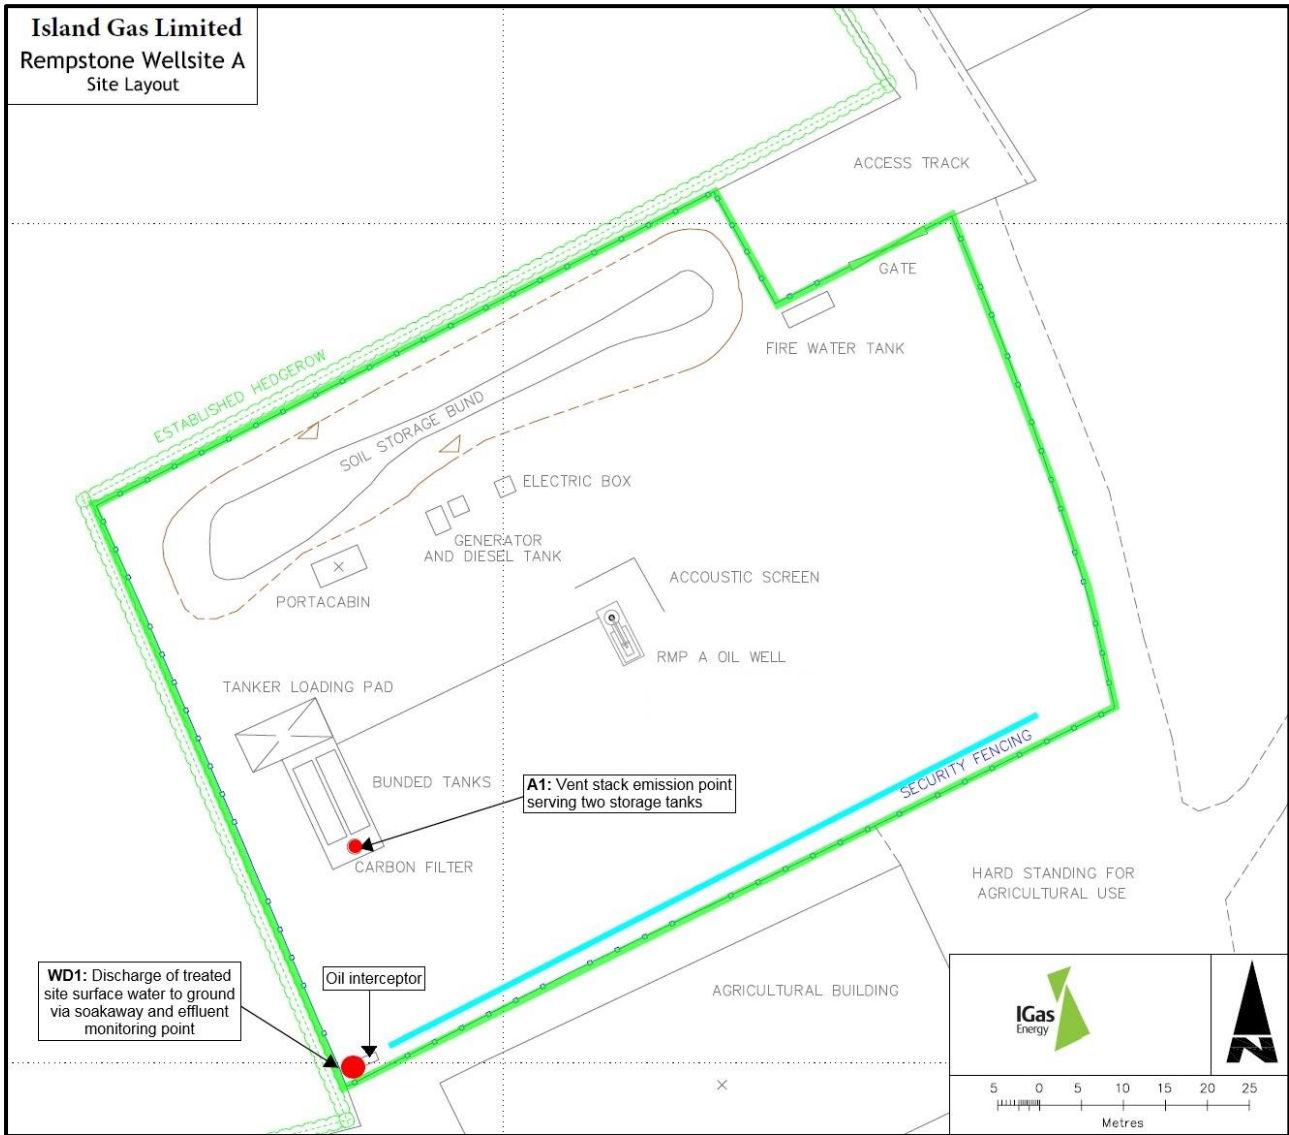 Island Gas Limited
Rempstone Wellsite A
Site Layout
ACCESS TRACK
GATE
FIRE WATER TANK
ESTABLISHED HEDGEROW
SOIL STORAGE BUND
ELECTRIC BOX
GENERATOR
AND DIESEL TANK
PORTACABIN
ACCOUSTIC SCREEN
RMP A OIL WELL
TANKER LOADING PAD
BUNDED TANKS
A1: Vent stack emission point
serving two storage tanks
SECURITY FENCING
CARBON FILTER
HARD STANDING FOR
AGRICULTURAL USE
WD1: Discharge of treated
site surface water to ground
via soakaway and effluent
monitoring point
Oil interceptor
AGRICULTURAL BUILDING
IGas
Energy
N
5 0 5 10 15 20 25
Metres